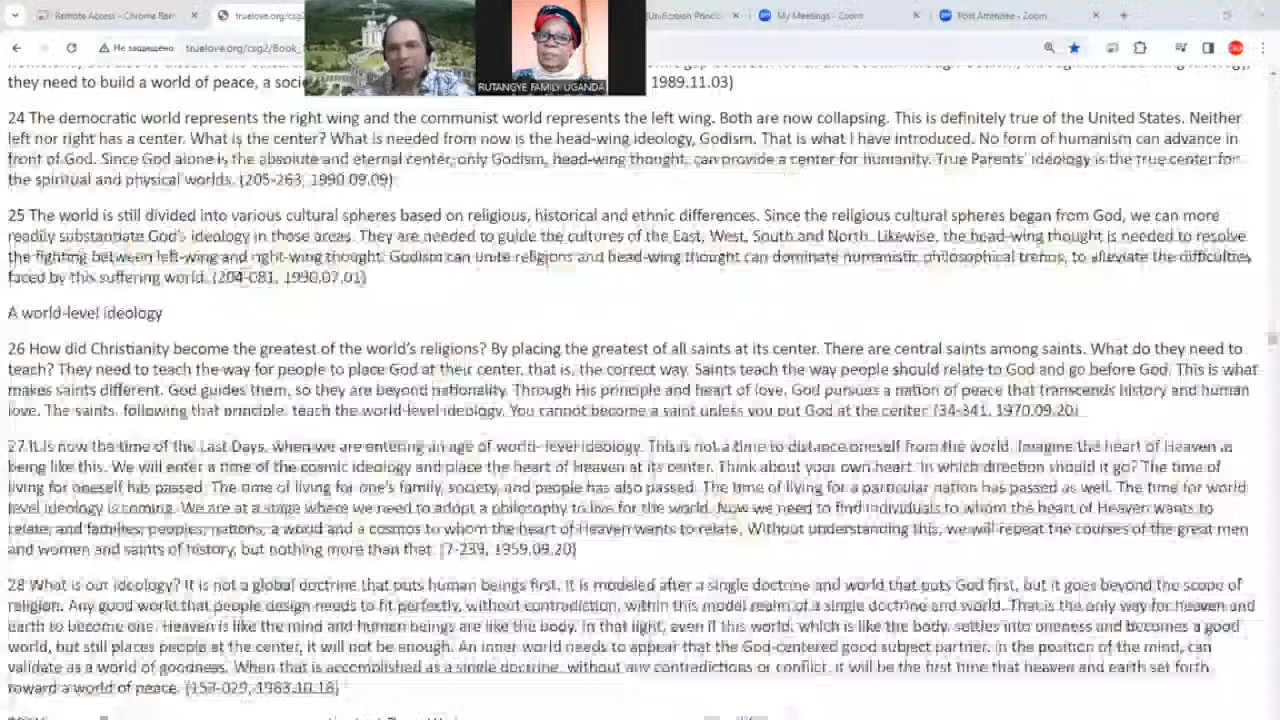 Remote Access - Chrome Rem
truelove.org/csg2
Unification Princi
My Meetings - Zoom
Post Attendee - Zoom
Не защищено truelove.org/csg2/Book_
RUTANGYE FAMILY UGANDA
they need to build a world of peace, a socie 1989.11.03)
24 The democratic world represents the right wing and the communist world represents the left wing. Both are now collapsing. This is definitely true of the United States. Neither
left nor right has a center. What is the center? What is needed from now is the head-wing ideology, Godism. That is what I have introduced. No form of humanism can advance in
front of God. Since God alone is the absolute and eternal center, only Godism, head-wing thought, can provide a center for humanity. True Parents' ideology is the true center for
the spiritual and physical worlds. (205-263, 1990.09.09)
25 The world is still divided into various cultural spheres based on religious, historical and ethnic differences. Since the religious cultural spheres began from God, we can more
readily substantiate God's ideology in those areas. They are needed to guide the cultures of the East, West, South and North. Likewise, the head-wing thought is needed to resolve
the fighting between left-wing and right-wing thought. Godism can unite religions and head-wing thought can dominate humanistic philosophical trends, to alleviate the difficulties
faced by this suffering world. (204-081, 1990.07.01)
A world-level ideology
26 How did Christianity become the greatest of the world's religions? By placing the greatest of all saints at its center. There are central saints among saints. What do they need to
teach? They need to teach the way for people to place God at their center, that is, the correct way. Saints teach the way people should relate to God and go before God. This is what
makes saints different. God guides them, so they are beyond nationality. Through His principle and heart of love, God pursues a nation of peace that transcends history and human
love. The saints, following that principle, teach the world-level ideology. You cannot become a saint unless you put God at the center. (34-341, 1970.09.20)
27 It is now the time of the Last Days, when we are entering an age of world-level ideology. This is not a time to distance oneself from the world. Imagine the heart of Heaven as
being like this. We will enter a time of the cosmic ideology and place the heart of Heaven at its center. Think about your own heart. In which direction should it go? The time of
living for oneself has passed. The time of living for one's family, society, and people has also passed. The time of living for a particular nation has passed as well. The time for world
level ideology is coming. We are at a stage where we need to adopt a philosophy to live for the world. Now we need to find individuals to whom the heart of Heaven wants to
relate, and families, peoples, nations, a world and a cosmos to whom the heart of Heaven wants to relate. Without understanding this, we will repeat the courses of the great men
and women and saints of history, but nothing more than that. (7-239, 1959.09.20)
28 What is our ideology? It is not a global doctrine that puts human beings first. It is modeled after a single doctrine and world that puts God first, but it goes beyond the scope of
religion. Any good world that people design needs to fit perfectly, without contradiction, within this model realm of a single doctrine and world. That is the only way for Heaven and
earth to become one. Heaven is like the mind and human beings are like the body. In that light, even if this world, which is like the body, settles into oneness and becomes a good
world, but still places people at the center, it will not be enough. An inner world needs to appear that the God-centered good subject partner, in the position of the mind, can
validate as a world of goodness. When that is accomplished as a single doctrine, without any contradictions or conflict, it will be the first time that heaven and earth set forth
toward a world of peace. (153-029, 1983.10.18)